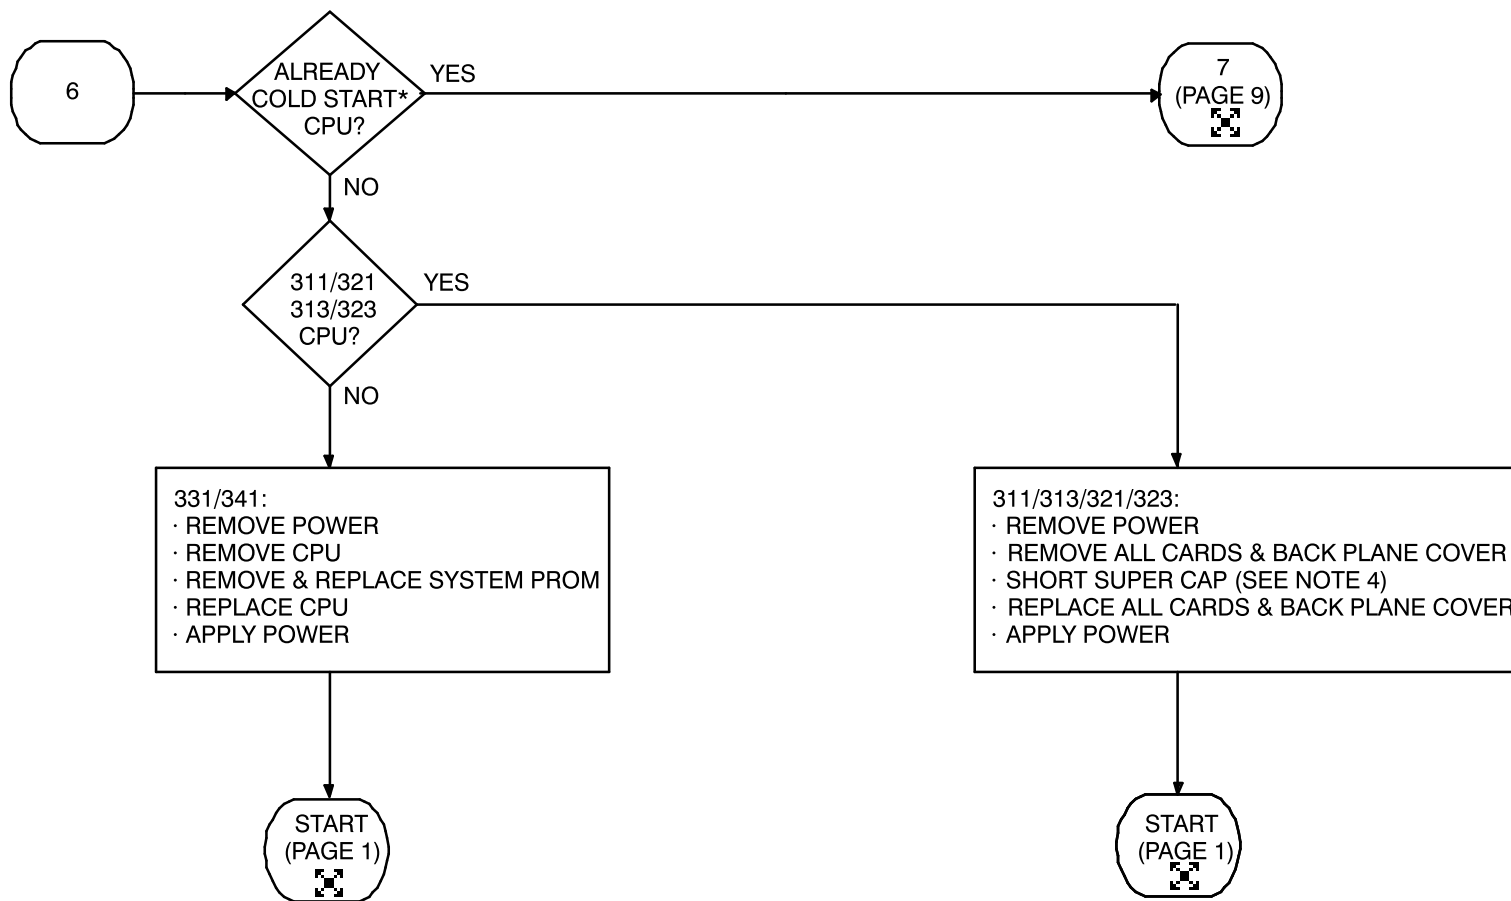 6
ALREADY
COLD START*
CPU?
YES
7
(PAGE 9)
NO
311/321
313/323
CPU?
YES
NO
331/341:
· REMOVE POWER
· REMOVE CPU
· REMOVE & REPLACE SYSTEM PROM
· REPLACE CPU
· APPLY POWER
311/313/321/323:
· REMOVE POWER
· REMOVE ALL CARDS & BACK PLANE COVER
· SHORT SUPER CAP (SEE NOTE 4)
· REPLACE ALL CARDS & BACK PLANE COVER
· APPLY POWER
START
(PAGE 1)
START
(PAGE 1)